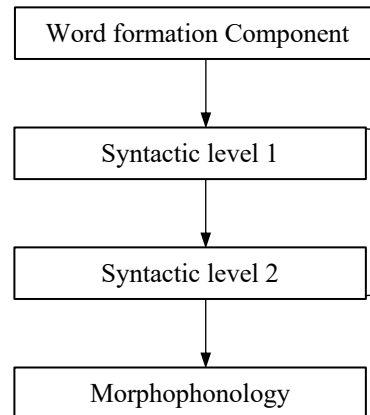 Word formation Component
Syntactic level 1
Syntactic level 2
Morphophonology